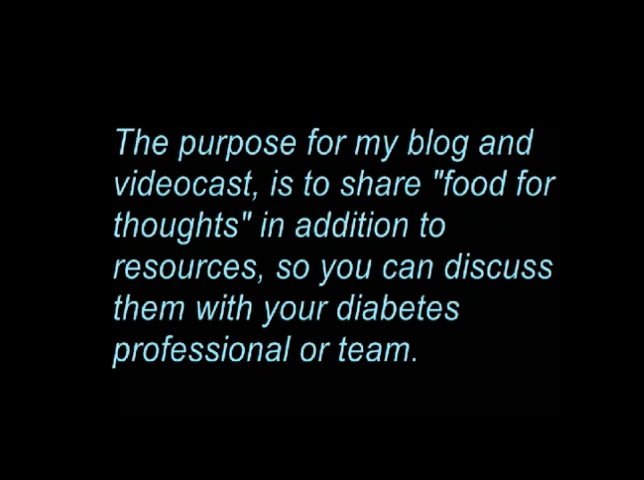 The purpose for my blog and
videocast, is to share "food for
thoughts" in addition to
resources, so you can discuss
them with your diabetes
professional or team.